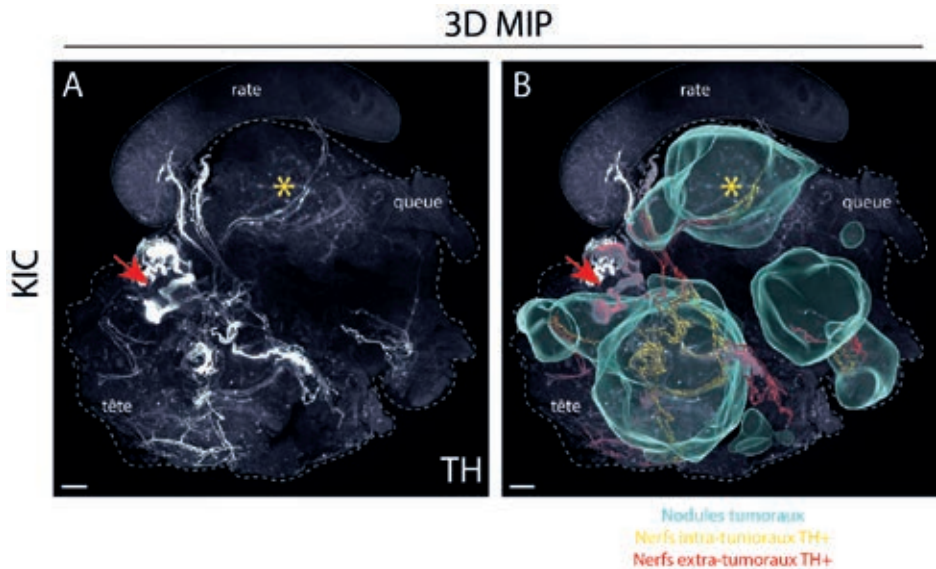 3D MIP
KIC
A
rate
*
queue
tête
TH
B
rate
*
queue
tête
Nodules tumoraux
Nerfs intra-tumoraux TH+
Nerfs extra-tumoraux TH+